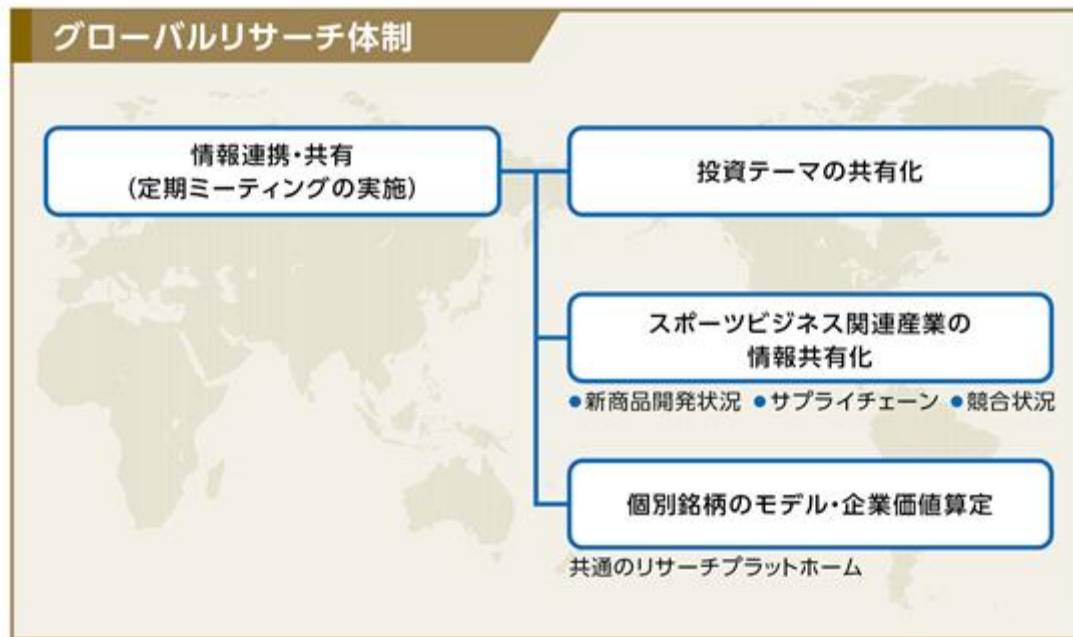 グローバルリサーチ体制
情報連携・共有
(定期ミーティングの実施)
投資テーマの共有化
スポーツビジネス関連産業の
情報共有化
●新商品開発状況 ●サプライチェーン ●競合状況
個別銘柄のモデル・企業価値算定
共通のリサーチプラットホーム